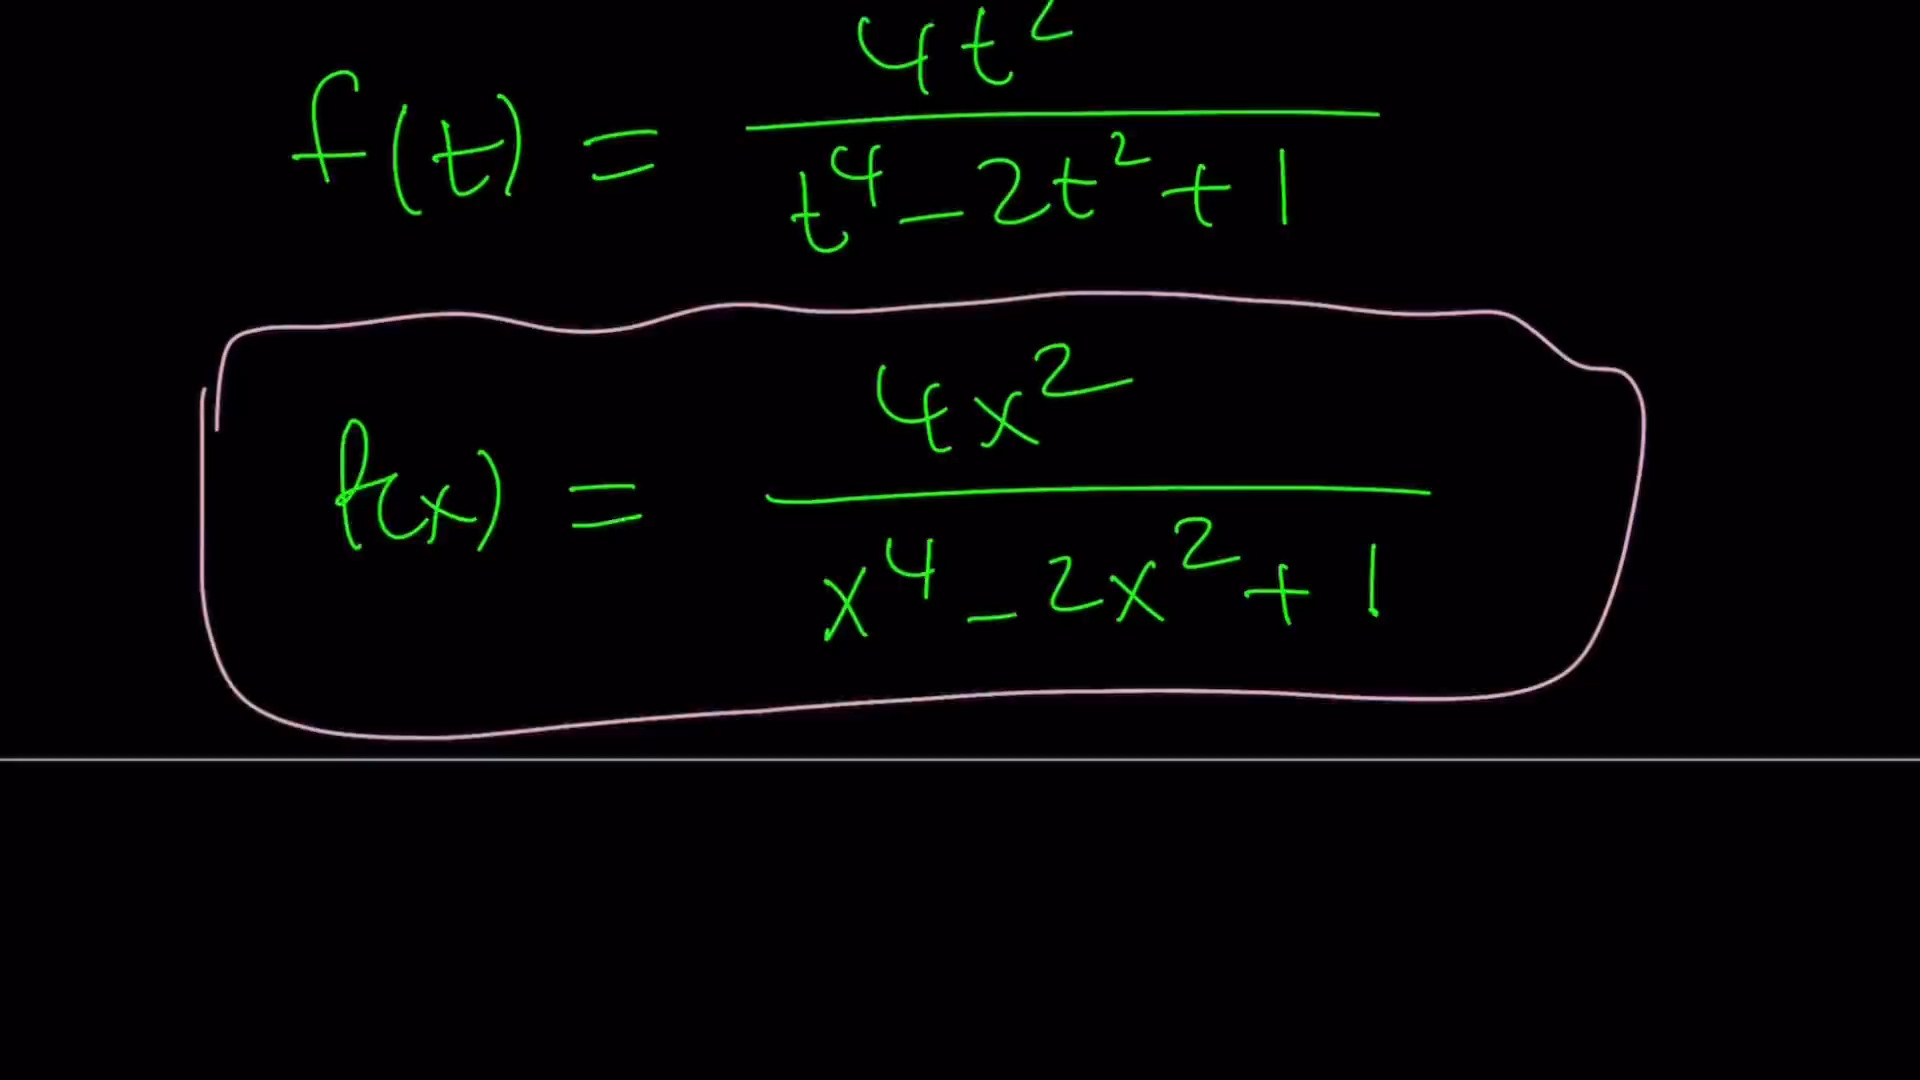 f(t) = 4t² / t⁴ - 2t² + 1
f(x) = 4x² / x⁴ - 2x² + 1